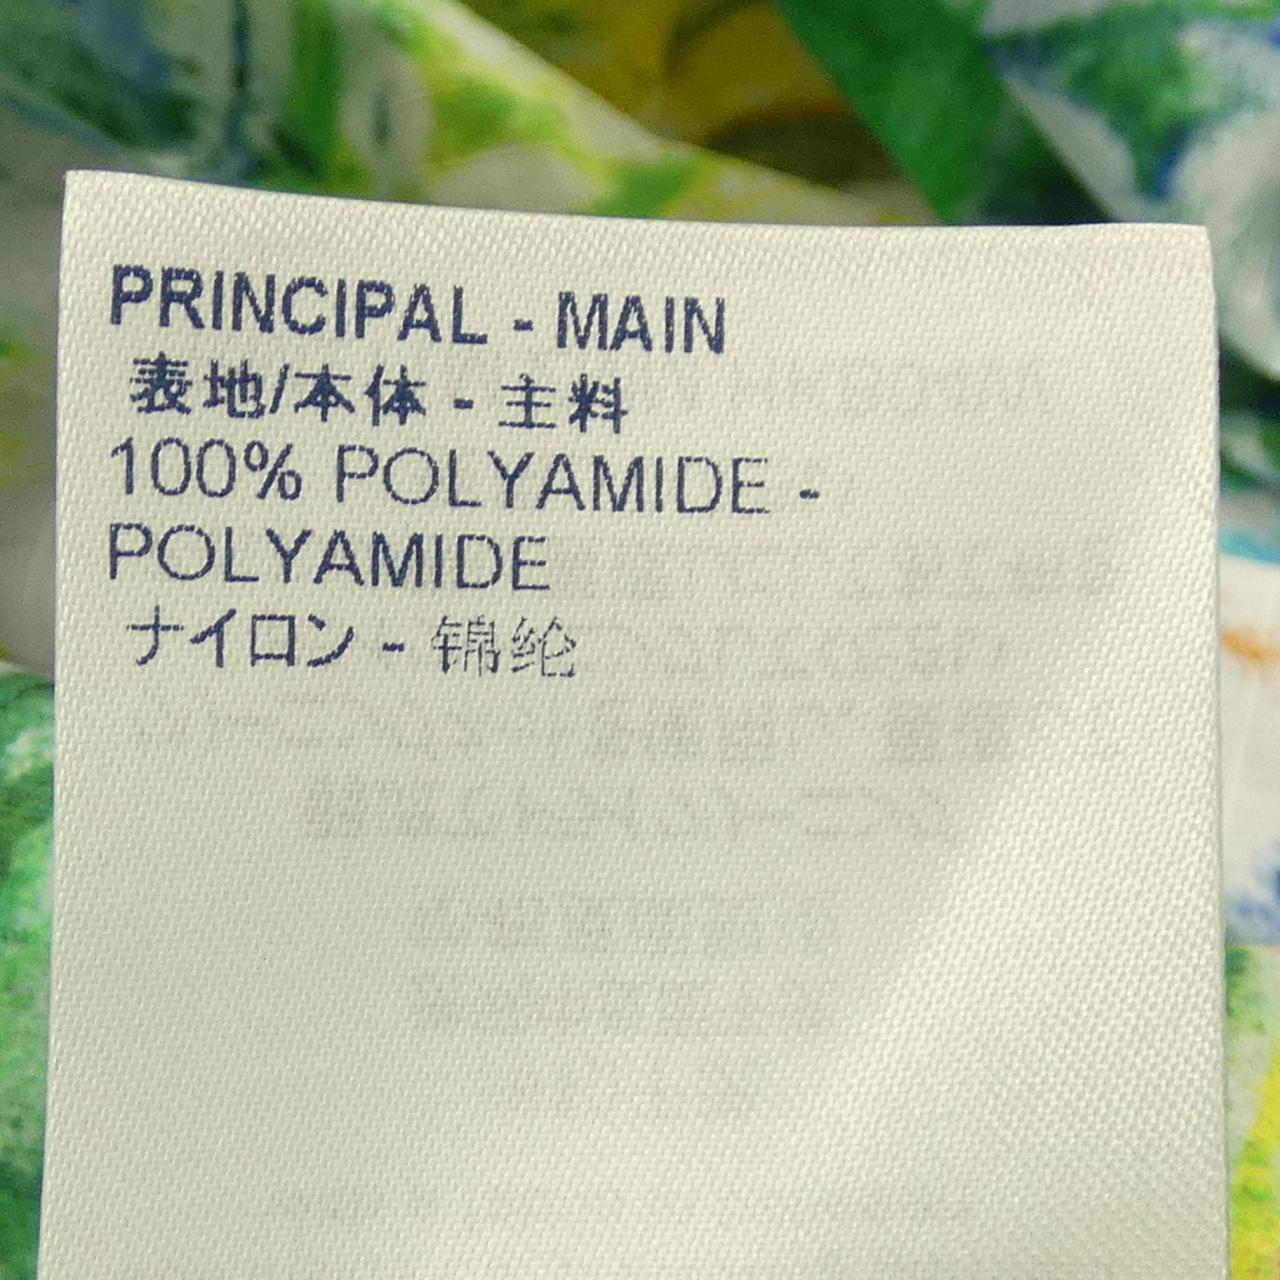 PRINCIPAL - MAIN
表地/本体 - 主料
100% POLYAMIDE -
POLYAMIDE
ナイロン - 锦纶